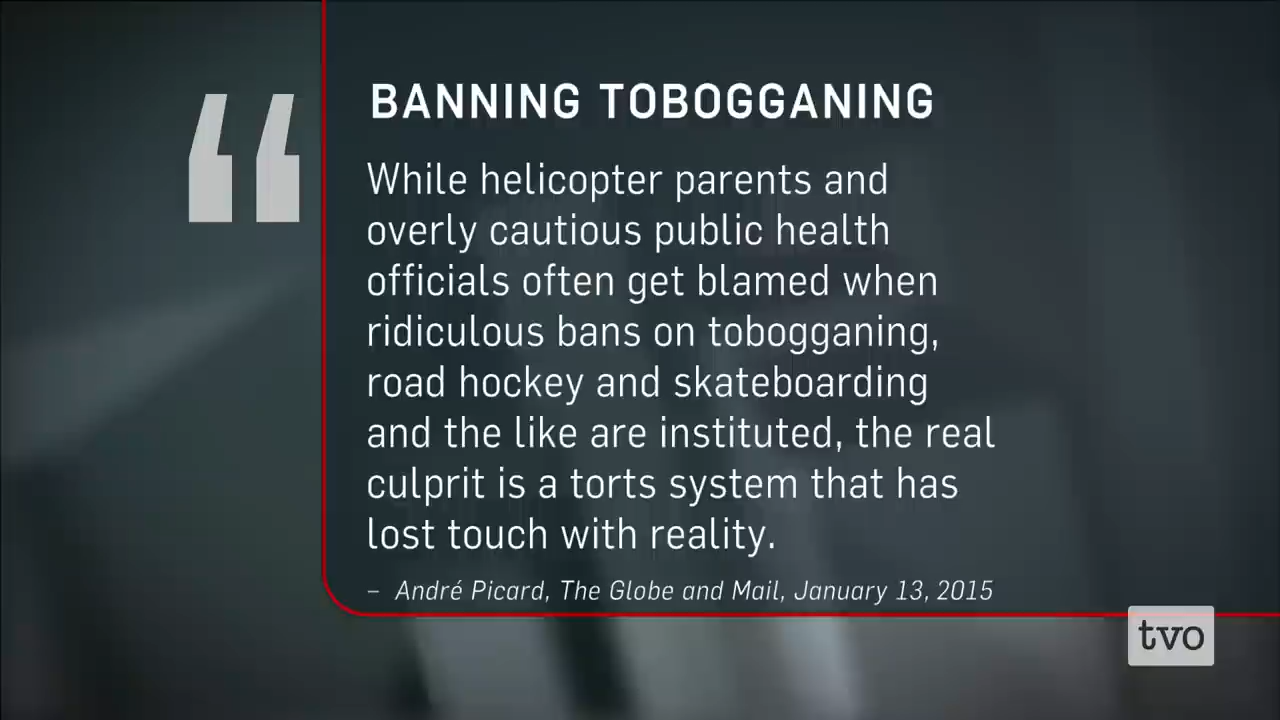 “
BANNING TOBOGGANING
While helicopter parents and
overly cautious public health
officials often get blamed when
ridiculous bans on tobogganing,
road hockey and skateboarding
and the like are instituted, the real
culprit is a torts system that has
lost touch with reality.
– André Picard, The Globe and Mail, January 13, 2015
tvo